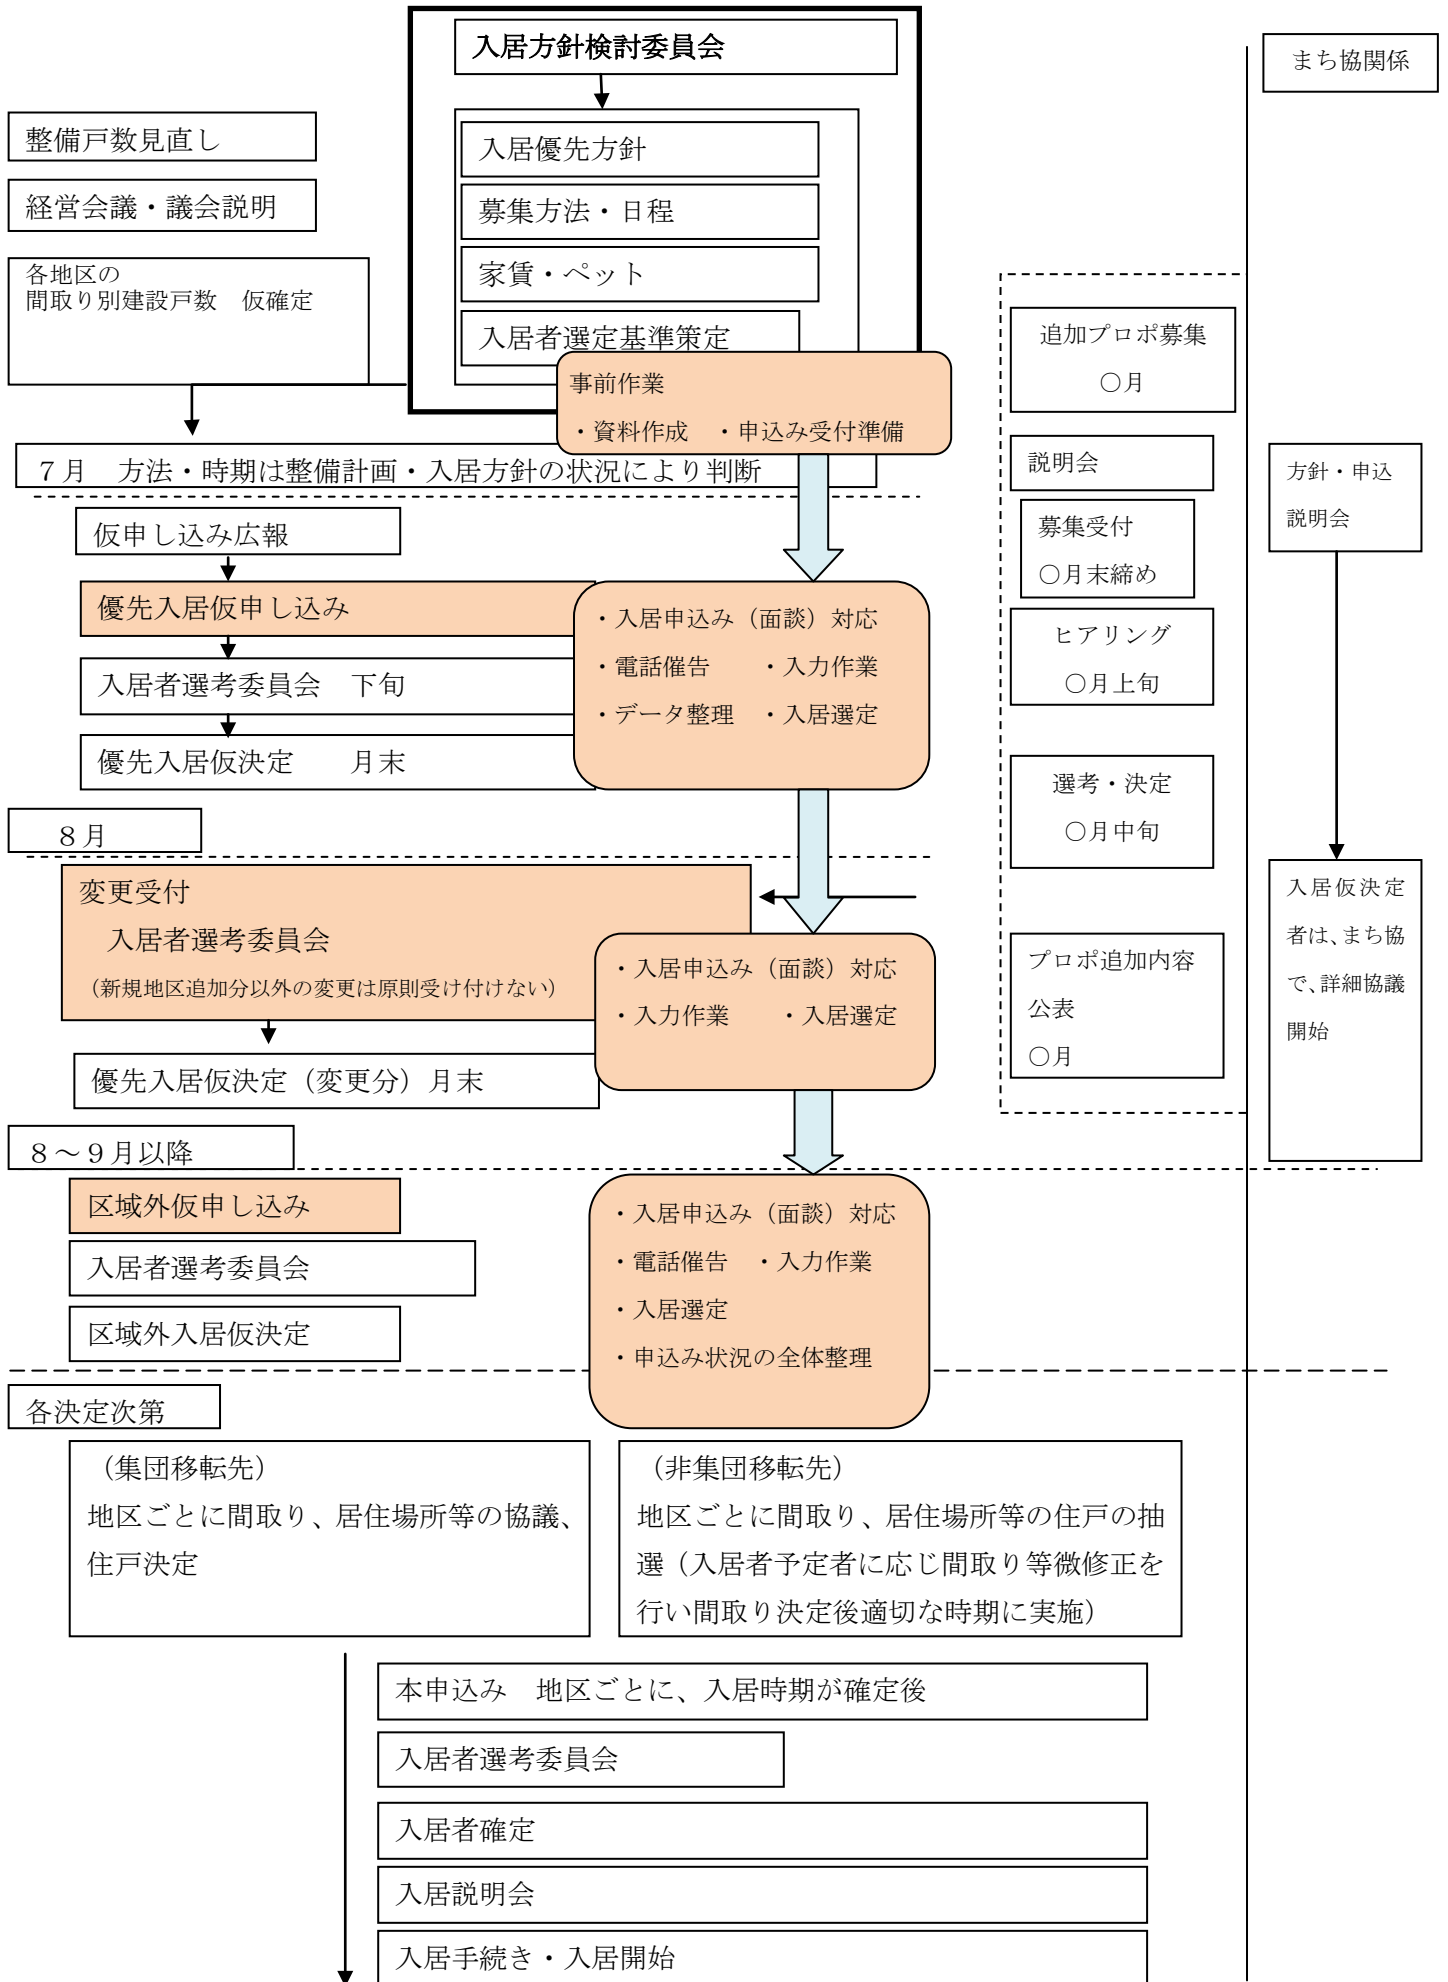 入居方針検討委員会
まち協関係
整備戸数見直し
経営会議・議会説明
各地区の
間取り別建設戸数　仮確定
入居優先方針
募集方法・日程
家賃・ペット
入居者選定基準策定
事前作業
・資料作成　・申込み受付準備
７月　方法・時期は整備計画・入居方針の状況により判断
仮申し込み広報
優先入居仮申し込み
入居者選考委員会　下旬
優先入居仮決定　　月末
・入居申込み（面談）対応
・電話催告　　・入力作業
・データ整理　・入居選定
８月
変更受付
入居者選考委員会
（新規地区追加分以外の変更は原則受け付けない）
優先入居仮決定（変更分）月末
・入居申込み（面談）対応
・入力作業　　・入居選定
８～９月以降
区域外仮申し込み
入居者選考委員会
区域外入居仮決定
・入居申込み（面談）対応
・電話催告　・入力作業
・入居選定
・申込み状況の全体整理
追加プロポ募集
○月
説明会
募集受付
○月末締め
ヒアリング
○月上旬
選考・決定
○月中旬
プロポ追加内容
公表
○月
方針・申込
説明会
入居仮決定
者は、まち協
で、詳細協議
開始
各決定次第
（集団移転先）
地区ごとに間取り、居住場所等の協議、
住戸決定
（非集団移転先）
地区ごとに間取り、居住場所等の住戸の抽
選（入居者予定者に応じ間取り等微修正を
行い間取り決定後適切な時期に実施）
本申込み　地区ごとに、入居時期が確定後
入居者選考委員会
入居者確定
入居説明会
入居手続き・入居開始